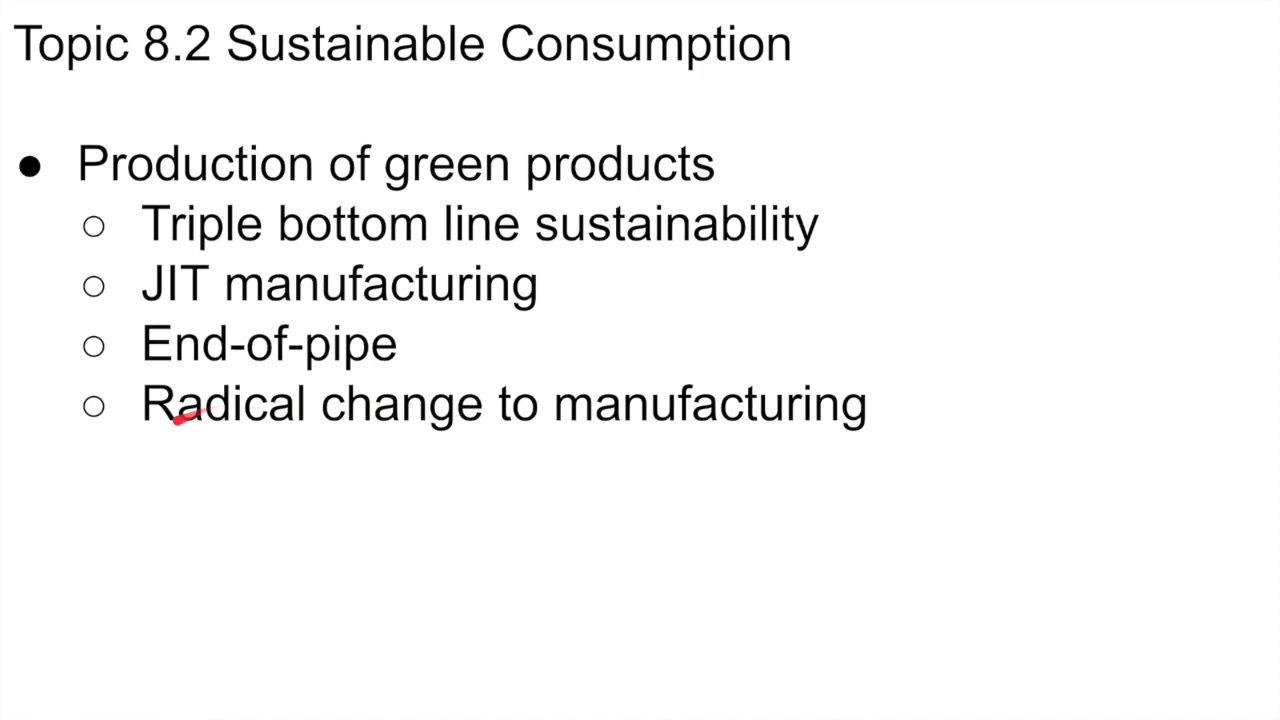 Topic 8.2 Sustainable Consumption
● Production of green products
○ Triple bottom line sustainability
○ JIT manufacturing
○ End-of-pipe
○ Radical change to manufacturing